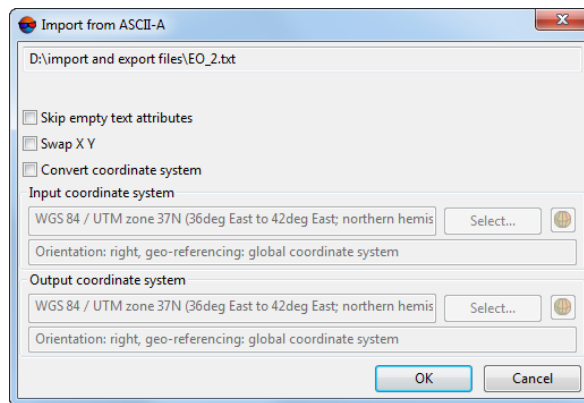 Import from ASCII-A
D:\import and export files\EO_2.txt
Skip empty text attributes
Swap X Y
Convert coordinate system
Input coordinate system
WGS 84 / UTM zone 37N (36deg East to 42deg East; northern hemis
Select...
Orientation: right, geo-referencing: global coordinate system
Output coordinate system
WGS 84 / UTM zone 37N (36deg East to 42deg East; northern hemis
Select...
Orientation: right, geo-referencing: global coordinate system
OK Cancel